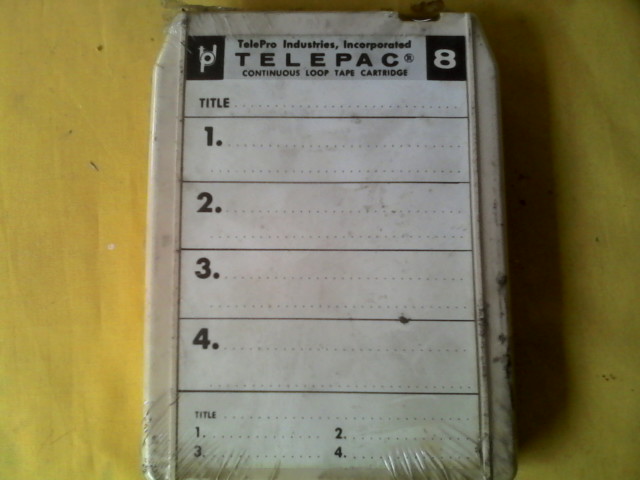 TelePro Industries, Incorporated
TELEPAC® 8
CONTINUOUS LOOP TAPE CARTRIDGE
TITLE
1.
2.
3.
4.
TITLE
1. 2.
3. 4.